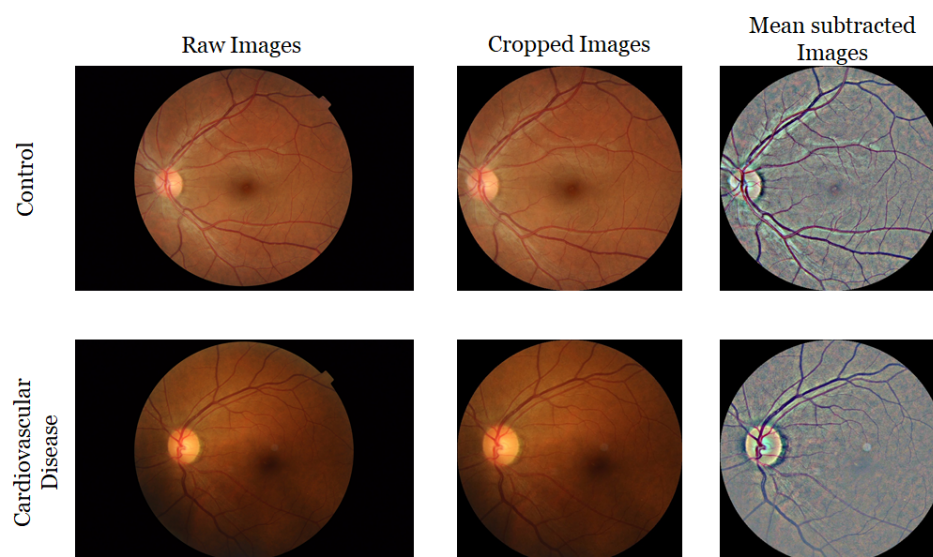 Raw Images
Cropped Images
Mean subtracted
Images
Control
Cardiovascular
Disease